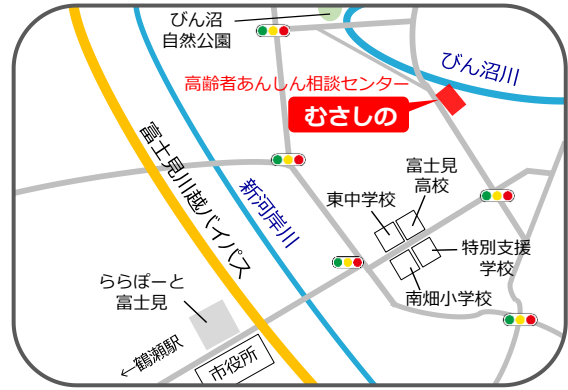 びん沼
自然公園
びん沼川
高齢者あんしん相談センター
むさしの
富士見川越バイパス
新河岸川
富士見
高校
東中学校
特別支援
学校
南畑小学校
ららぽーと
富士見
←鶴瀬駅
市役所